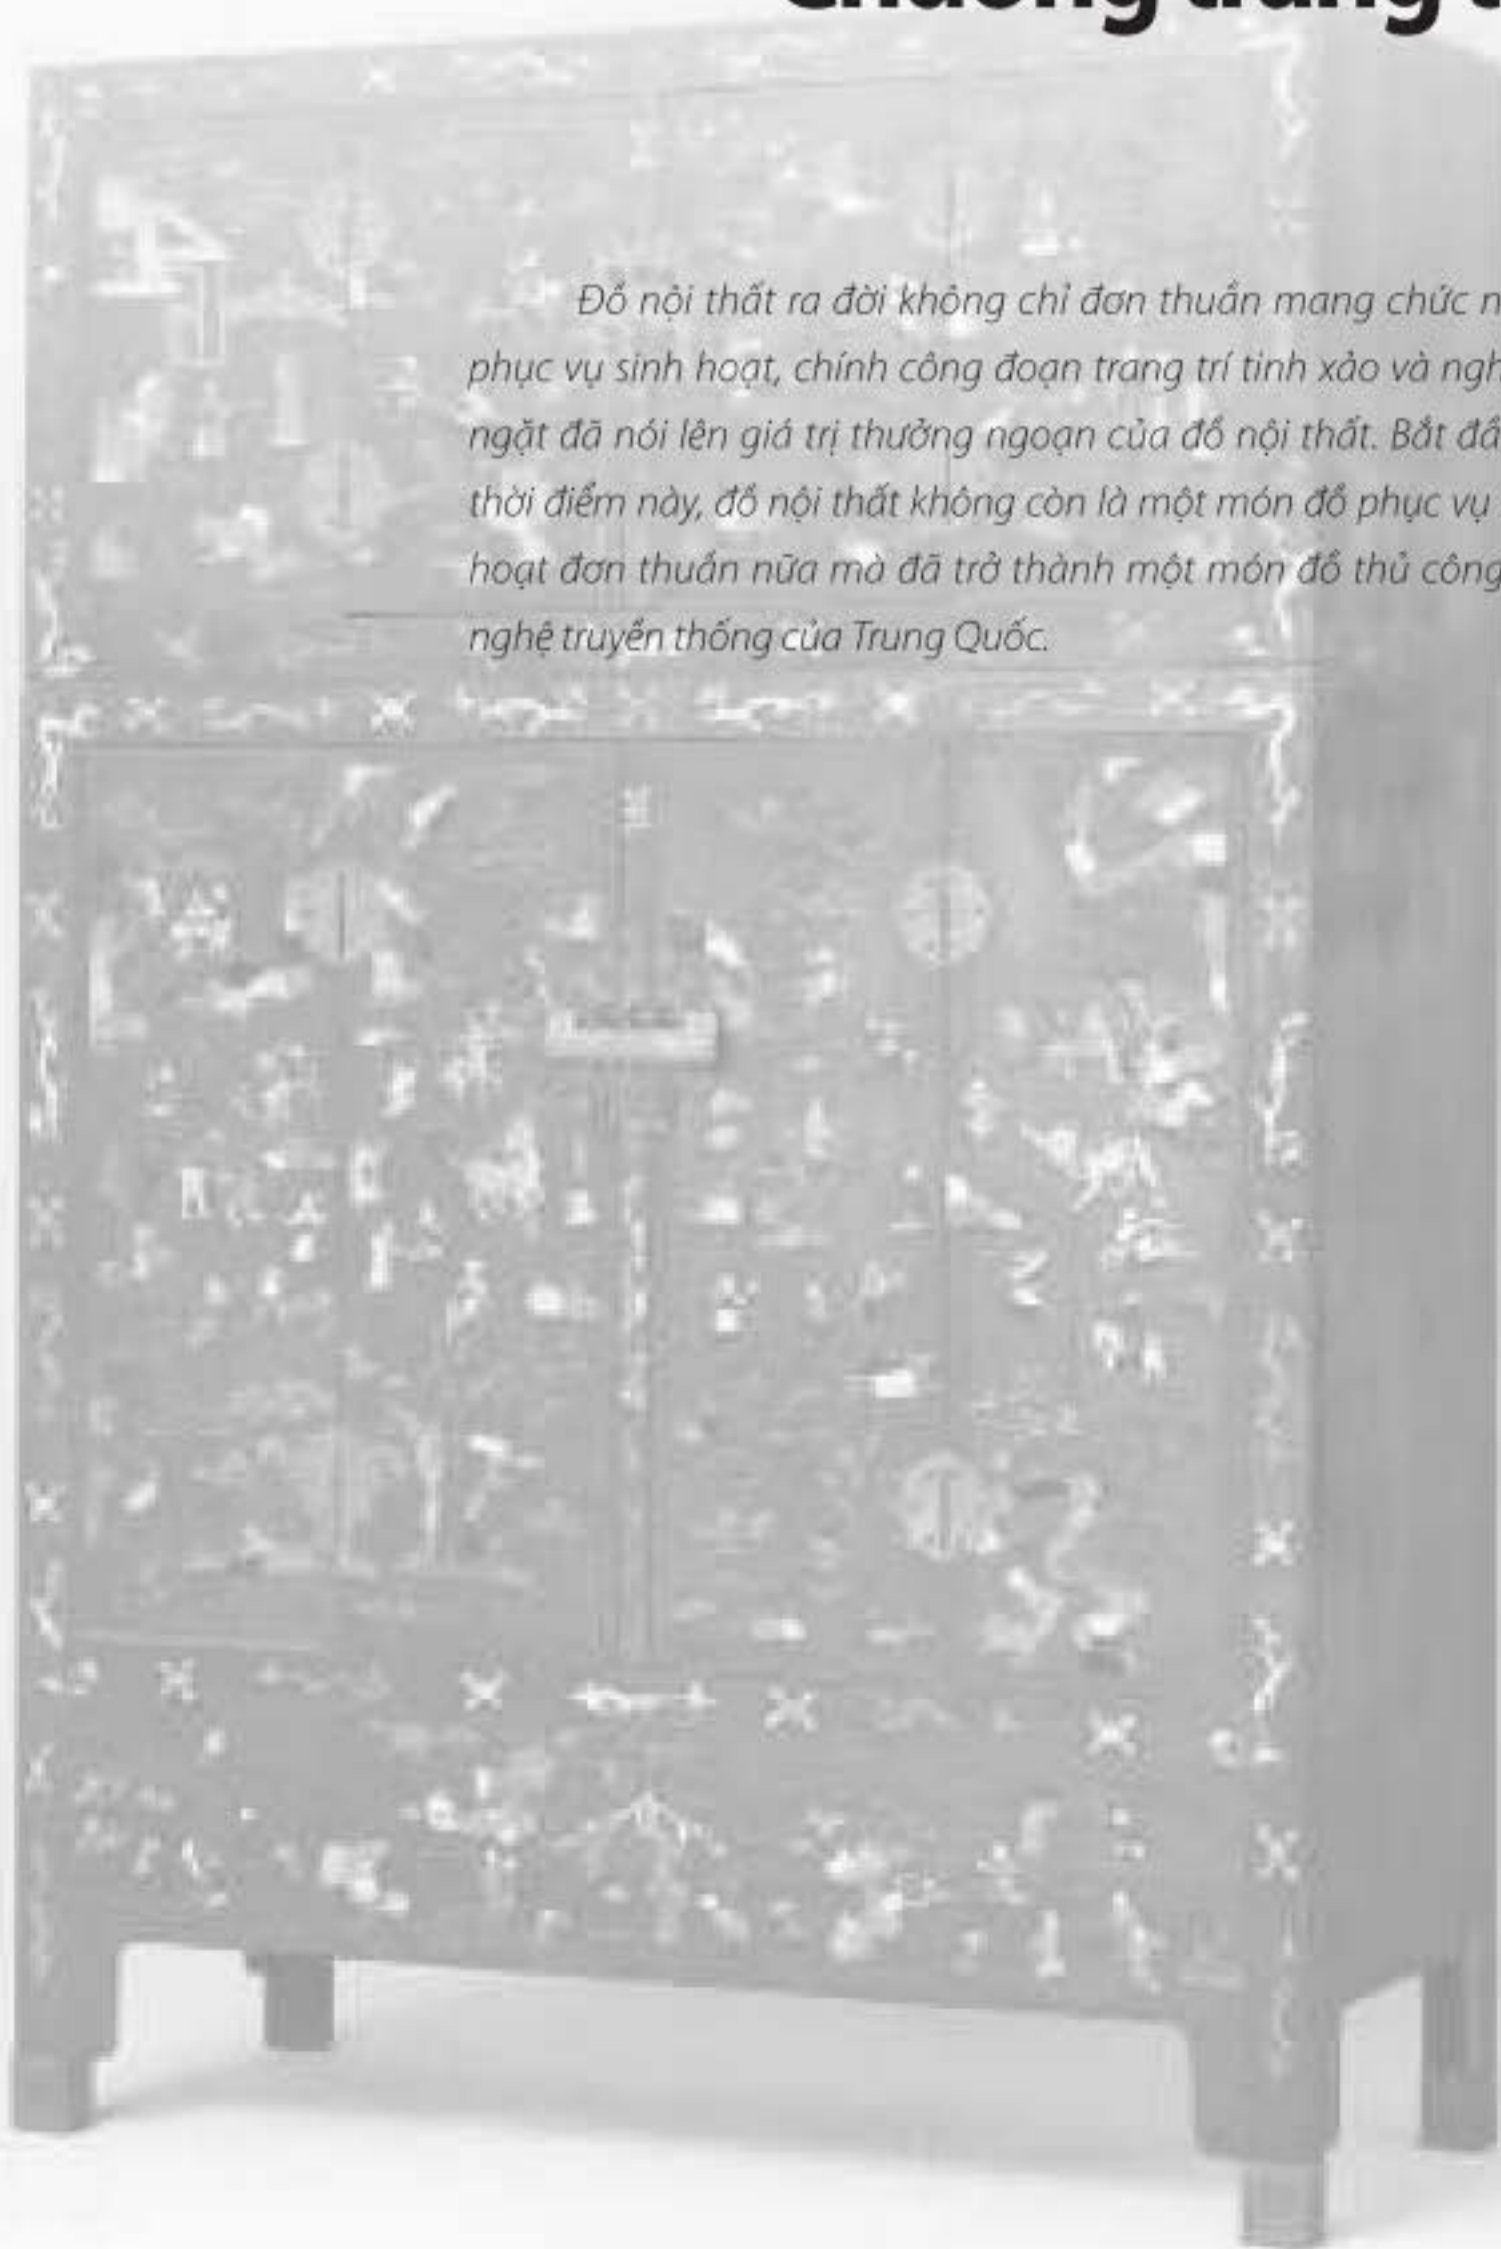 Đồ nội thất ra đời không chỉ đơn thuần mang chức
phục vụ sinh hoạt, chính công đoạn trang trí tinh xảo và
ngặt đã nói lên giá trị thưởng ngoạn của đồ nội thất. Bắt
thời điểm này, đồ nội thất không còn là một món đồ phục vụ
hoạt đơn thuần nữa mà đã trở thành một món đồ thủ công
nghệ truyền thống của Trung Quốc.